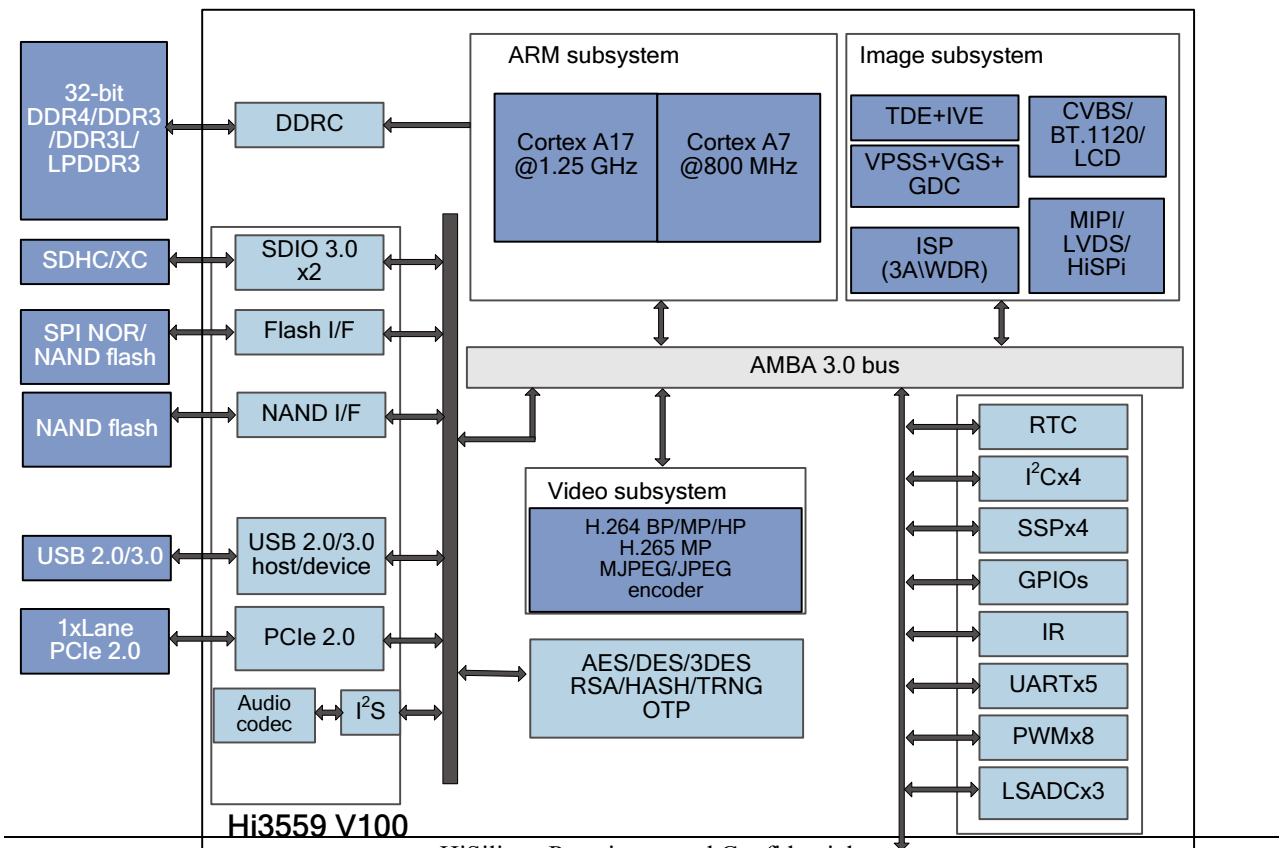 32-bit
DDR4/DDR3
/DDR3L/
LPDDR3
DDRC
ARM subsystem
Cortex A17
@1.25 GHz
Cortex A7
@800 MHz
Image subsystem
TDE+IVE
VPSS+VGS+
GDC
ISP
(3A\WDR)
CVBS/
BT.1120/
LCD
MIPI/
LVDS/
HiSPi
SDHC/XC
SDIO 3.0
x2
SPI NOR/
NAND flash
Flash I/F
NAND flash
NAND I/F
USB 2.0/3.0
USB 2.0/3.0
host/device
1xLane
PCIe 2.0
PCIe 2.0
Audio
codec
I²S
AMBA 3.0 bus
Video subsystem
H.264 BP/MP/HP
H.265 MP
MJPEG/JPEG
encoder
AES/DES/3DES
RSA/HASH/TRNG
OTP
RTC
I²Cx4
SSPx4
GPIOs
IR
UARTx5
PWMx8
LSADCx3
Hi3559 V100